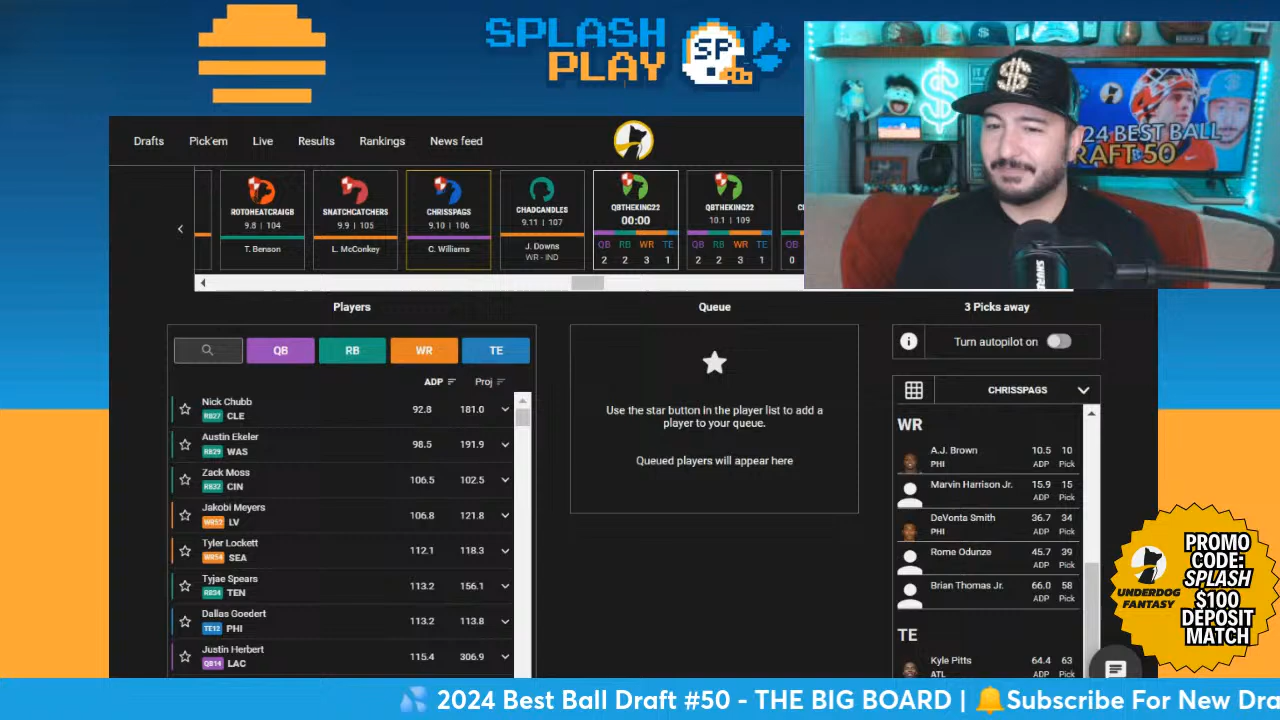 SPLASH
PLAY
SP
$
$
24 BEST BALL
RAFT 50
Drafts Pick'em Live Results Rankings News feed
ROTOHEATCRAIGB
9.8 | 104
T. Benson
SNATCHCATCHERS
9.9 | 105
L. McConkey
CHRISSPAGS
9.10 | 106
C. Williams
CHADCANDLES
9.11 | 107
J. Downs
WR - IND
QBTHEKING22
00:00
QB RB WR TE
2 2 3 1
QBTHEKING22
10.1 | 109
QB RB WR TE
2 2 3 1
QB
0
Players
QB RB WR TE
ADP Proj
Nick Chubb
RB27 CLE
92.8 181.0
Austin Ekeler
RB29 WAS
98.5 191.9
Zack Moss
RB32 CIN
106.5 102.5
Jakobi Meyers
WR52 LV
106.8 121.8
Tyler Lockett
WR54 SEA
112.1 118.3
Tyjae Spears
RB34 TEN
113.2 156.1
Dallas Goedert
TE12 PHI
113.2 113.8
Justin Herbert
QB14 LAC
115.4 306.9
Queue
Use the star button in the player list to add a
player to your queue.
Queued players will appear here
3 Picks away
Turn autopilot on
CHRISSPAGS
WR
A.J. Brown 10.5 10
PHI ADP Pick
Marvin Harrison Jr. 15.9 15
ADP Pick
DeVonta Smith 36.7 34
PHI ADP Pick
Rome Odunze 45.7 39
ADP Pick
Brian Thomas Jr. 66.0 58
ADP Pick
TE
Kyle Pitts 64.4 63
ATL ADP Pick
UNDERDOG
FANTASY
PROMO
CODE:
SPLASH
$100
DEPOSIT
MATCH
2024 Best Ball Draft #50 - THE BIG BOARD | 🔔Subscribe For New Dra